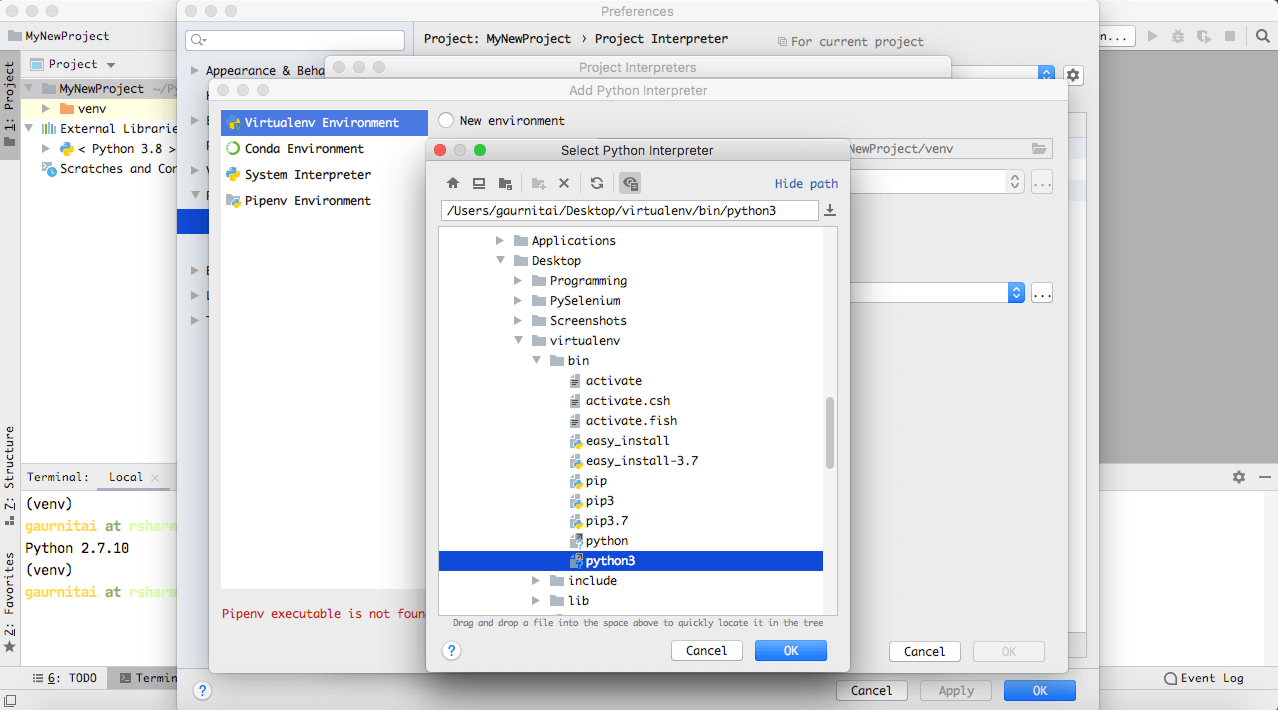 Preferences
MyNewProject
Project: MyNewProject › Project Interpreter
For current project
n...
Project
Appearance & Beha
Project Interpreters
MyNewProject ~/Py
Add Python Interpreter
venv
Virtualenv Environment
New environment
External Librarie
Conda Environment
Select Python Interpreter
NewProject/venv
< Python 3.8 >
System Interpreter
Scratches and Con
Pipenv Environment
Hide path
...
/Users/gaurnitai/Desktop/virtualenv/bin/python3
Applications
Desktop
Programming
PySelenium
...
Screenshots
virtualenv
bin
activate
activate.csh
activate.fish
easy_install
easy_install-3.7
pip
pip3
pip3.7
python
python3
include
lib
Drag and drop a file into the space above to quickly locate it in the tree
? Cancel OK
Pipenv executable is not foun
Cancel OK
? Cancel Apply OK
1: Project
Z: Structure
2: Favorites
Terminal: Local
(venv)
gaurnitai at rsharm
Python 2.7.10
(venv)
gaurnitai at rsharm
6: TODO
Termin
Event Log